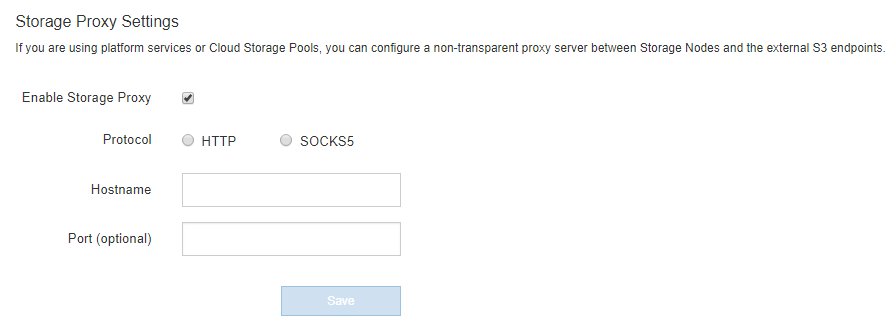 Storage Proxy Settings
If you are using platform services or Cloud Storage Pools, you can configure a non-transparent proxy server between Storage Nodes and the external S3 endpoints.
Enable Storage Proxy
Protocol HTTP SOCKS5
Hostname
Port (optional)
Save